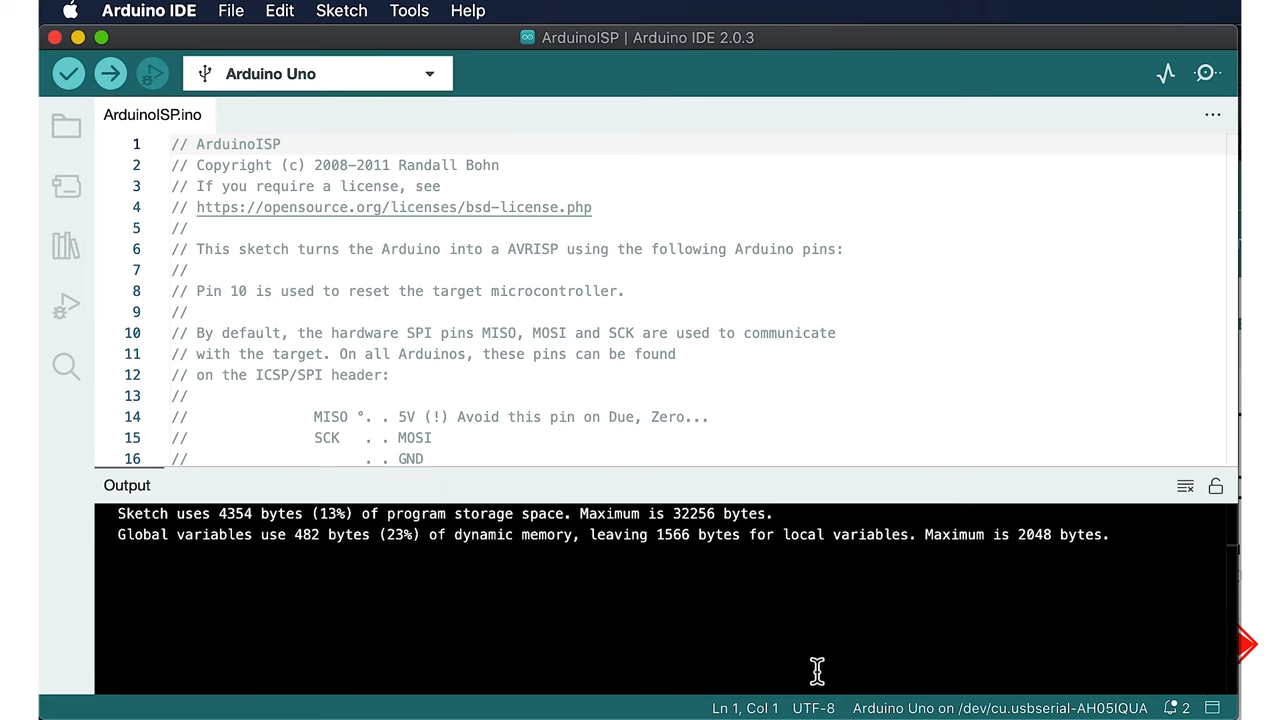 Arduino IDE File Edit Sketch Tools Help
ArduinoISP | Arduino IDE 2.0.3
Arduino Uno
ArduinoISP.ino
1 // ArduinoISP
2 // Copyright (c) 2008-2011 Randall Bohn
3 // If you require a license, see
4 // https://opensource.org/licenses/bsd-license.php
5 //
6 // This sketch turns the Arduino into a AVRISP using the following Arduino pins:
7 //
8 // Pin 10 is used to reset the target microcontroller.
9 //
10 // By default, the hardware SPI pins MISO, MOSI and SCK are used to communicate
11 // with the target. On all Arduinos, these pins can be found
12 // on the ICSP/SPI header:
13 //
14 // MISO °. . 5V (!) Avoid this pin on Due, Zero...
15 // SCK . . MOSI
16 // . . GND
Output
Sketch uses 4354 bytes (13%) of program storage space. Maximum is 32256 bytes.
Global variables use 482 bytes (23%) of dynamic memory, leaving 1566 bytes for local variables. Maximum is 2048 bytes.
Ln 1, Col 1 UTF-8 Arduino Uno on /dev/cu.usbserial-AH05IQUA 2